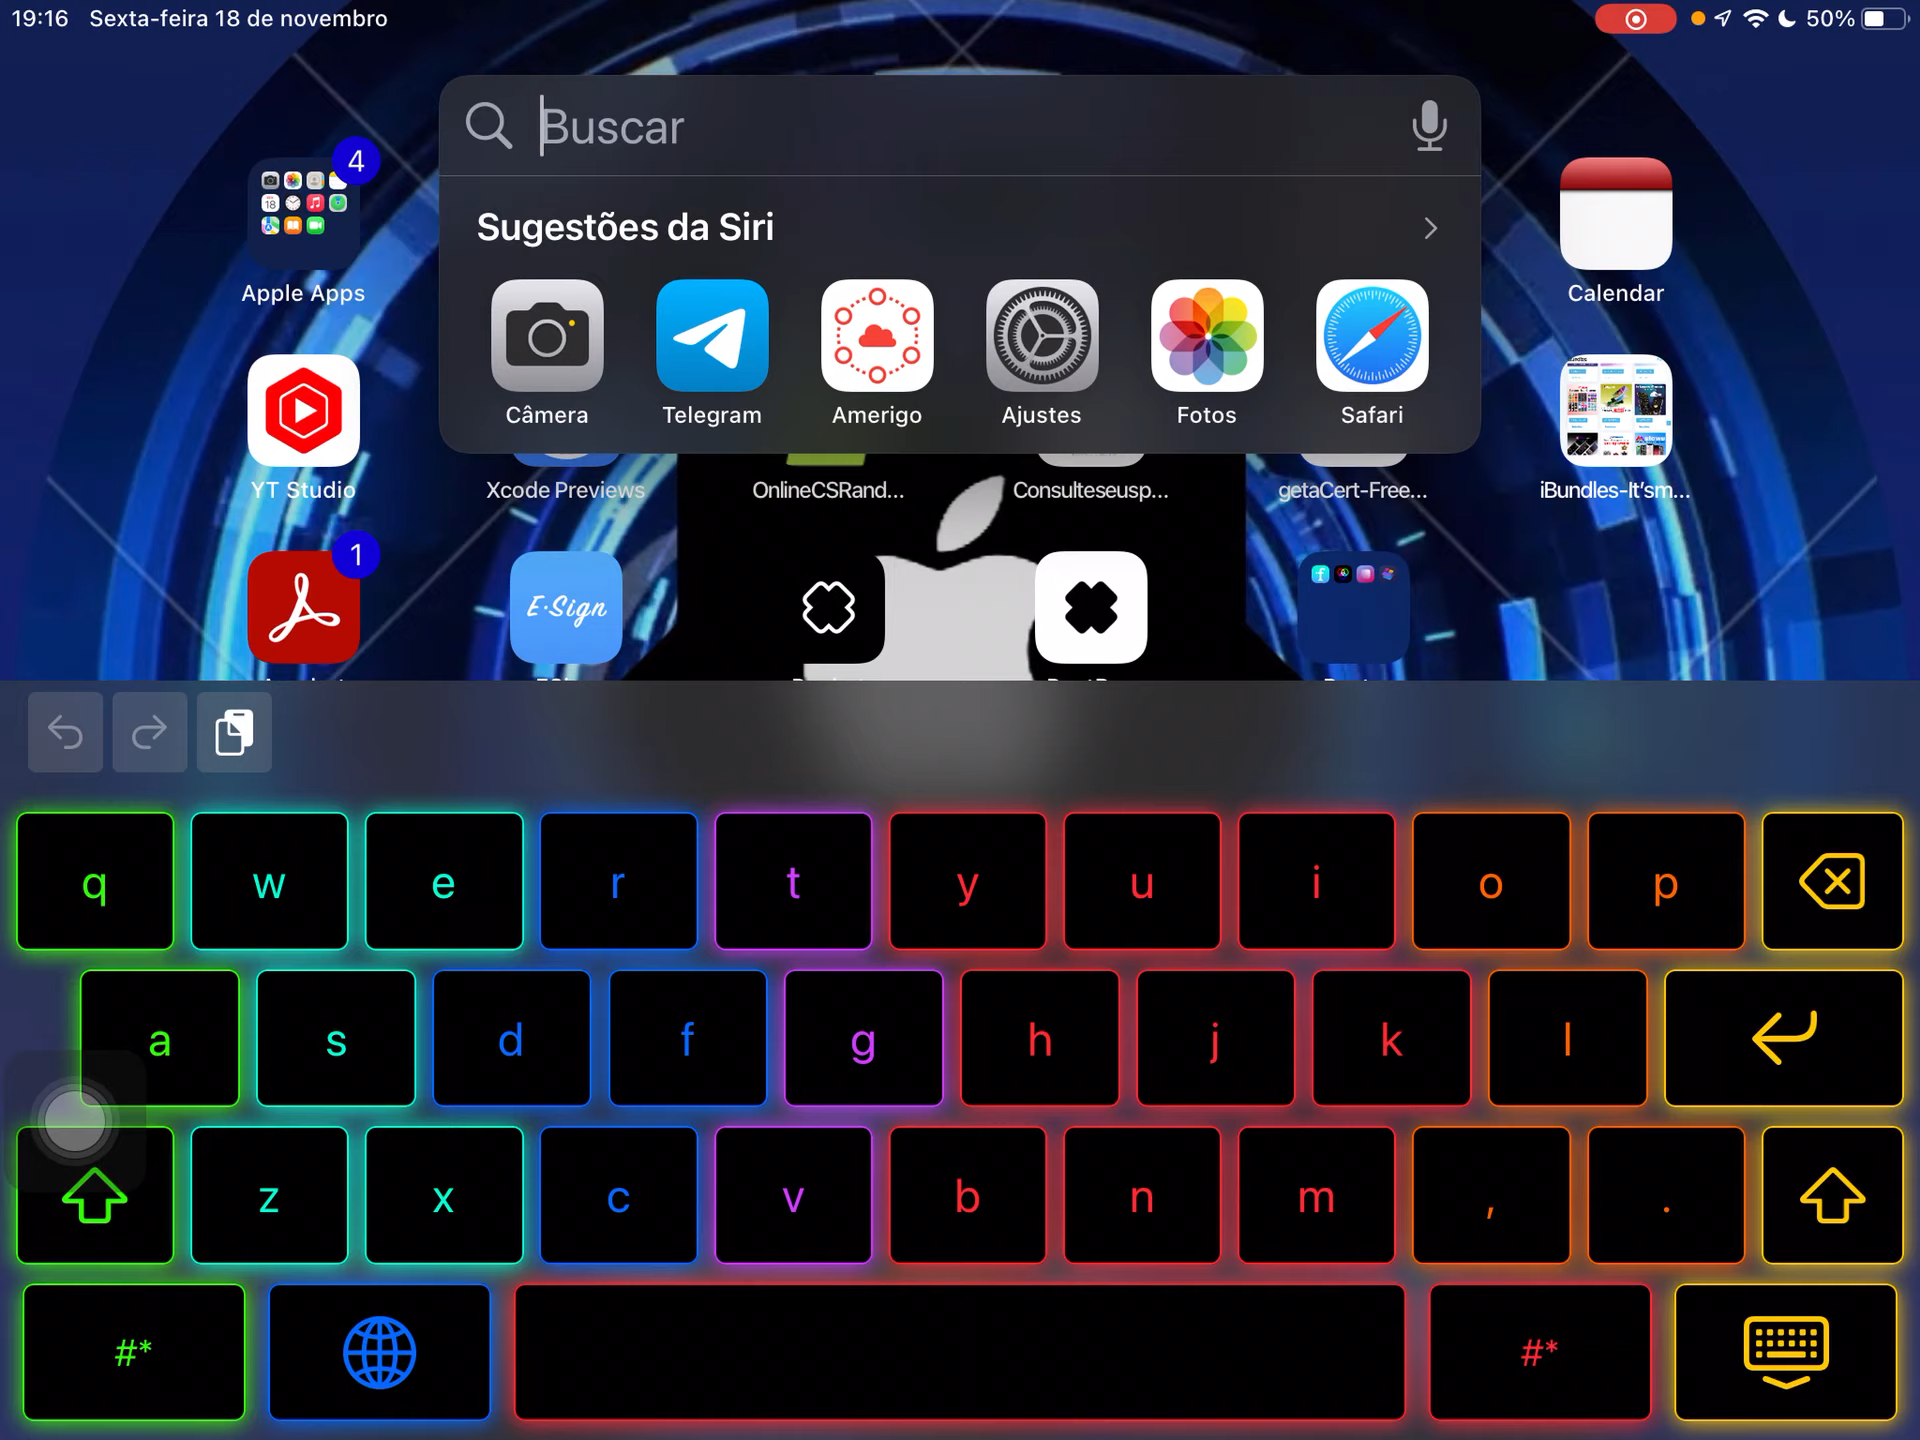 19:16 Sexta-feira 18 de novembro 50%
Buscar
Sugestões da Siri
Câmera Telegram Amerigo Ajustes Fotos Safari
4
18
Apple Apps Calendar
YT Studio Xcode Previews OnlineCSRand... Consulteseusp... getaCert-Free... iBundles-It'sm...
1
E·Sign
q w e r t y u i o p
a s d f g h j k l
z x c v b n m , .
#* #*